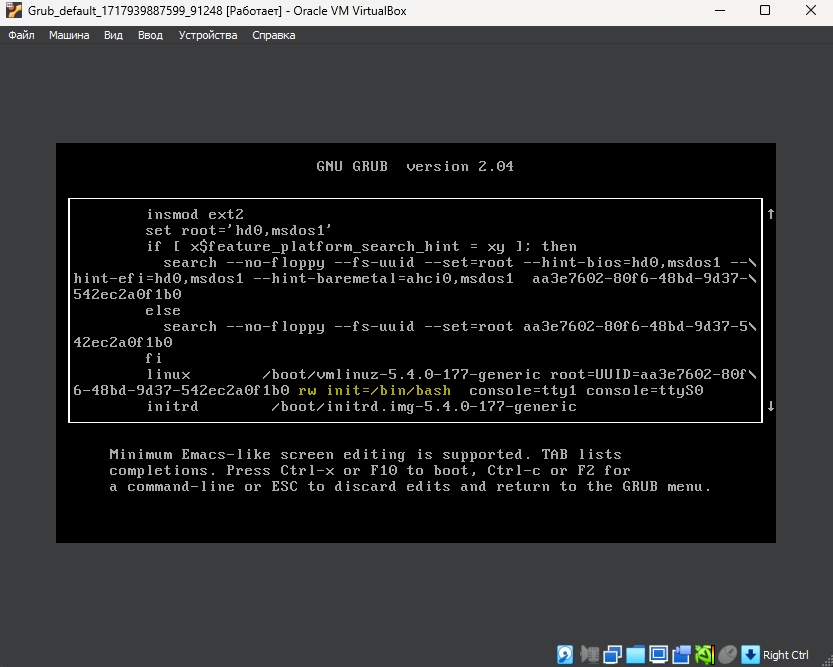 Grub_default_1717939887599_91248 [Работает] - Oracle VM VirtualBox
Файл Машина Вид Ввод Устройства Справка
GNU GRUB version 2.04
insmod ext2
set root='hd0,msdos1'
if [ x$feature_platform_search_hint = xy ]; then
search --no-floppy --fs-uuid --set=root --hint-bios=hd0,msdos1 --\
hint-efi=hd0,msdos1 --hint-baremetal=ahci0,msdos1 aa3e7602-80f6-48bd-9d37-\
542ec2a0f1b0
else
search --no-floppy --fs-uuid --set=root aa3e7602-80f6-48bd-9d37-5\
42ec2a0f1b0
fi
linux /boot/vmlinuz-5.4.0-177-generic root=UUID=aa3e7602-80f\
6-48bd-9d37-542ec2a0f1b0 rw init=/bin/bash console=tty1 console=ttyS0
initrd /boot/initrd.img-5.4.0-177-generic
Minimum Emacs-like screen editing is supported. TAB lists
completions. Press Ctrl-x or F10 to boot, Ctrl-c or F2 for
a command-line or ESC to discard edits and return to the GRUB menu.
Right Ctrl